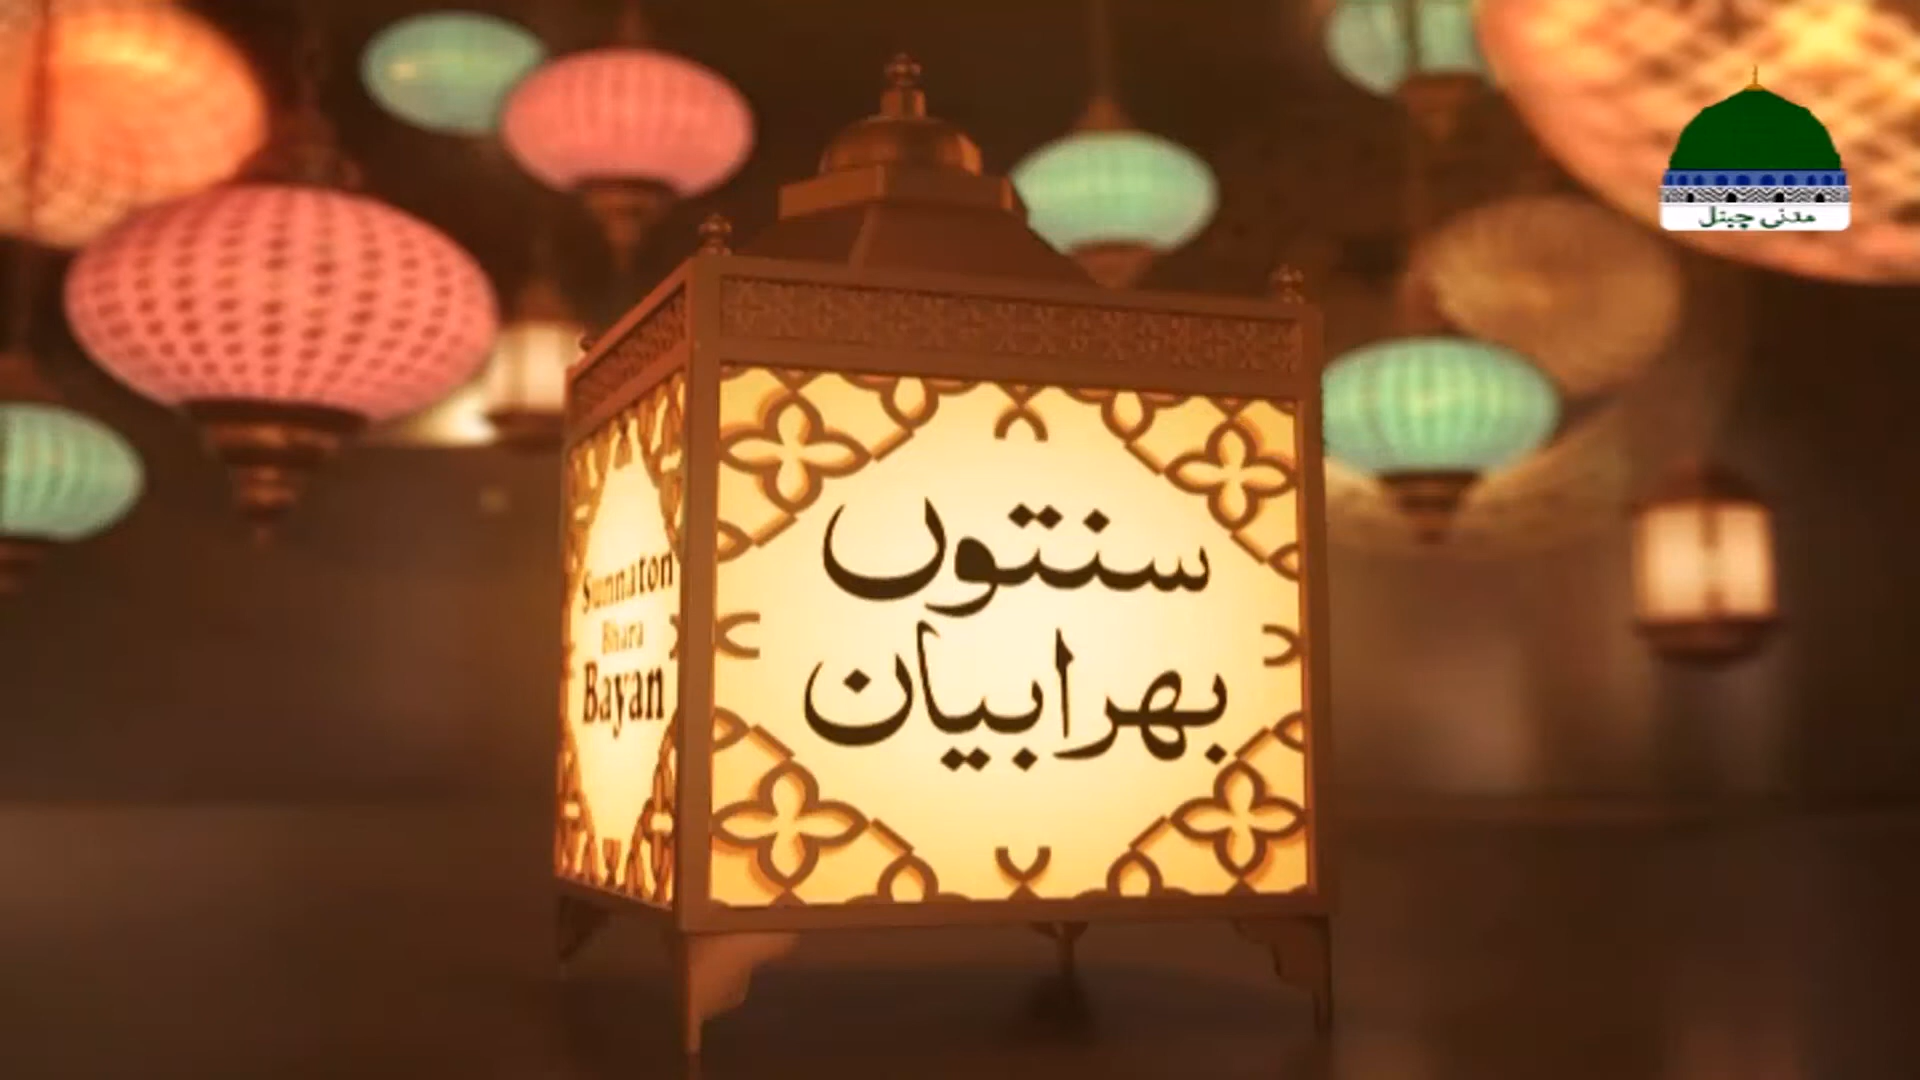 سنتوں
بھرا بیان
Sunnaton
Bhara
Bayan
مدنی چینل